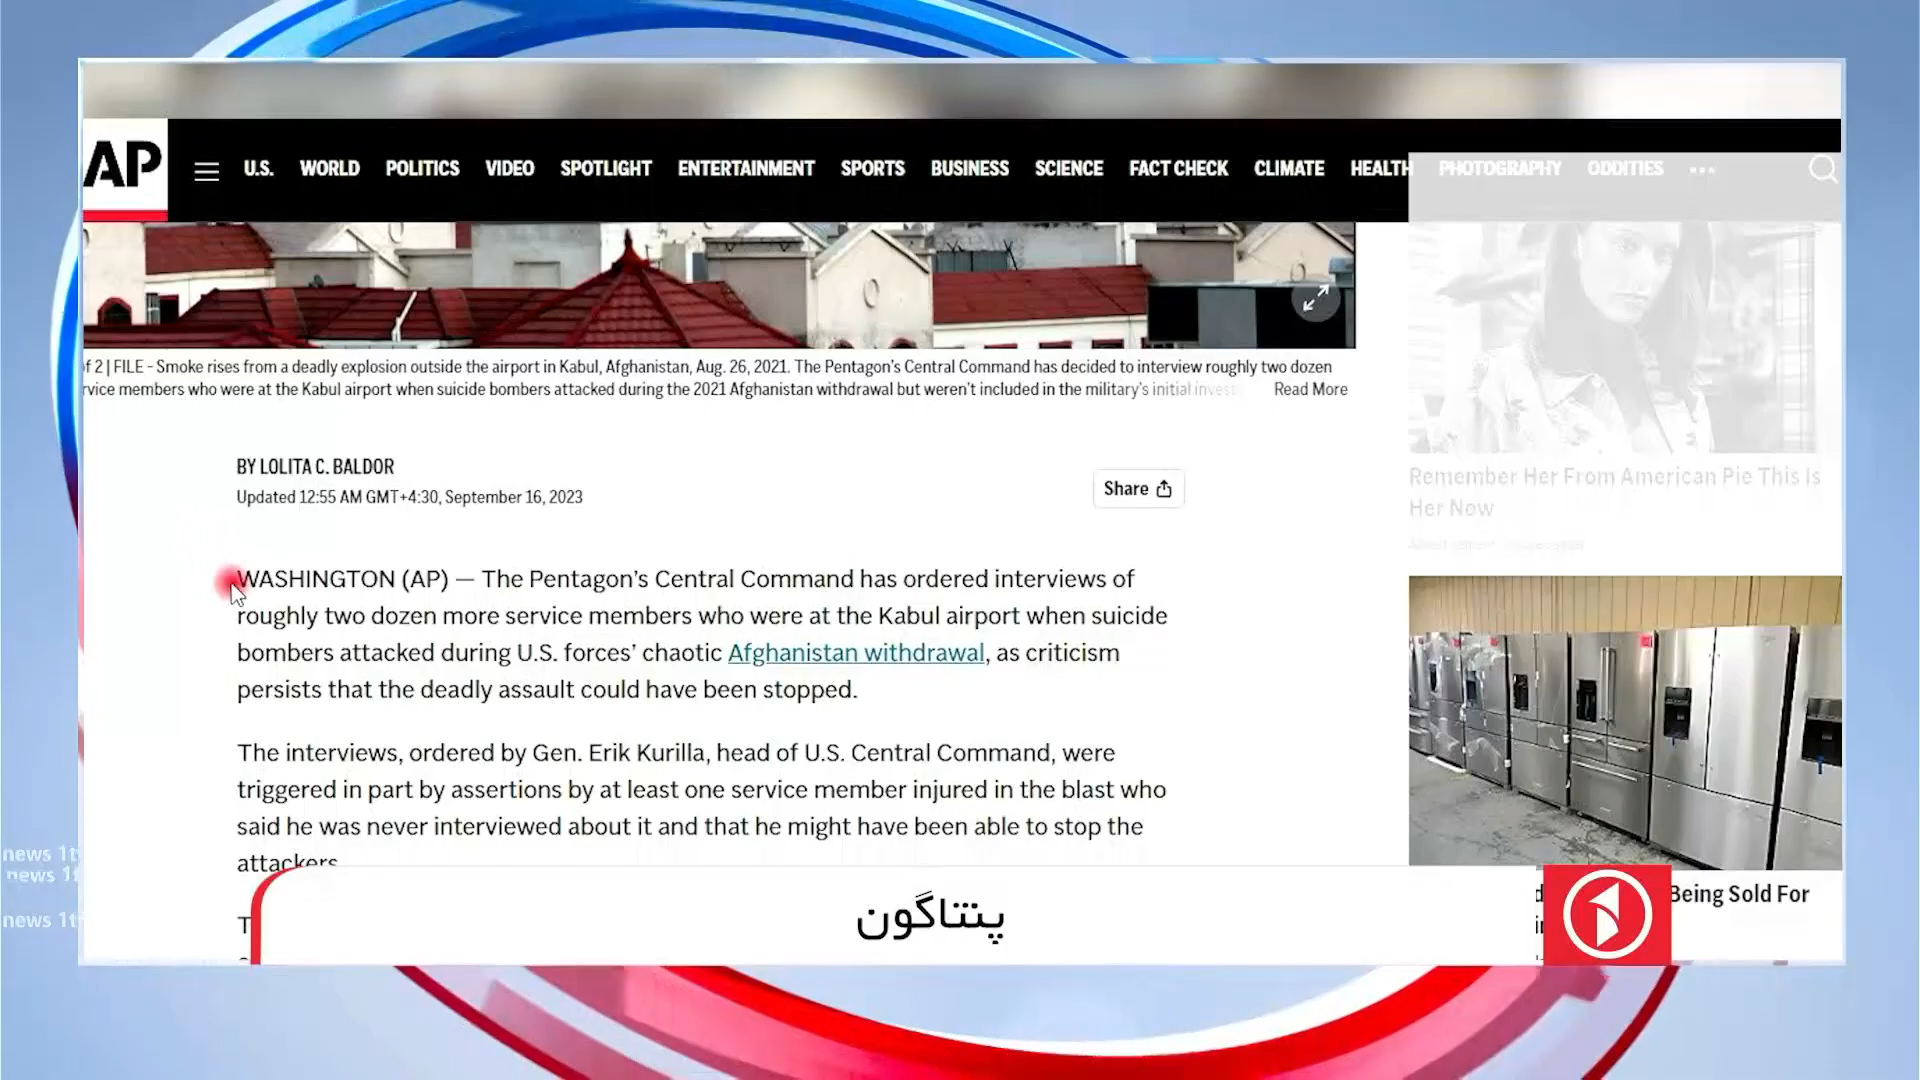 AP
U.S. WORLD POLITICS VIDEO SPOTLIGHT ENTERTAINMENT SPORTS BUSINESS SCIENCE FACT CHECK CLIMATE HEALTH PHOTOGRAPHY ODDITIES
of 2 | FILE - Smoke rises from a deadly explosion outside the airport in Kabul, Afghanistan, Aug. 26, 2021. The Pentagon's Central Command has decided to interview roughly two dozen
rvice members who were at the Kabul airport when suicide bombers attacked during the 2021 Afghanistan withdrawal but weren't included in the military's initial invest Read More
BY LOLITA C. BALDOR
Updated 12:55 AM GMT+4:30, September 16, 2023
Share
WASHINGTON (AP) — The Pentagon's Central Command has ordered interviews of
roughly two dozen more service members who were at the Kabul airport when suicide
bombers attacked during U.S. forces' chaotic Afghanistan withdrawal, as criticism
persists that the deadly assault could have been stopped.
The interviews, ordered by Gen. Erik Kurilla, head of U.S. Central Command, were
triggered in part by assertions by at least one service member injured in the blast who
said he was never interviewed about it and that he might have been able to stop the
attackers
Remember Her From American Pie This Is
Her Now
Being Sold For
پنتاگون
news 1t
news 1t
news 1t